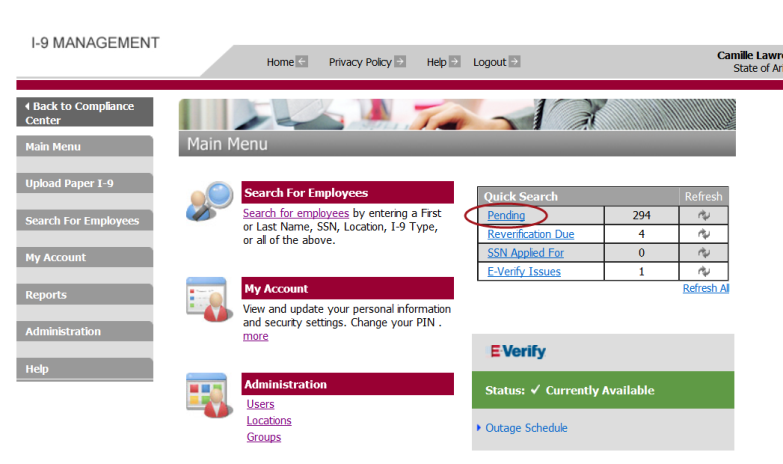 I-9 MANAGEMENT
Home Privacy Policy Help Logout
Camille Lawre
State of Ar
Back to Compliance
Center
Main Menu
Upload Paper I-9
Search For Employees
My Account
Reports
Administration
Help
Main Menu
Search For Employees
Search for employees by entering a First
or Last Name, SSN, Location, I-9 Type,
or all of the above.
My Account
View and update your personal information
and security settings. Change your PIN .
more
Administration
Users
Locations
Groups
Quick Search Refresh
Pending 294
Reverification Due 4
SSN Applied For 0
E-Verify Issues 1
Refresh All
E-Verify
Status: ✓ Currently Available
Outage Schedule